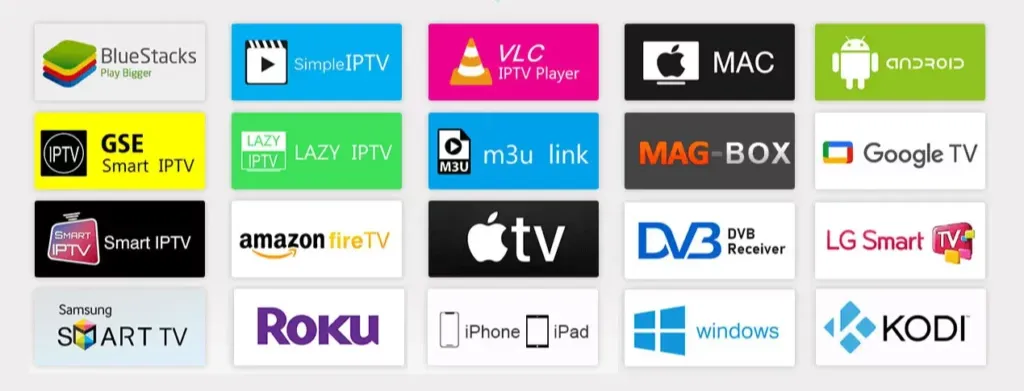 BlueStacks
Play Bigger
SimpleIPTV
VLC
IPTV Player
MAC
ANDROID
IPTV
GSE
Smart IPTV
LAZY
IPTV
LAZY IPTV
M3U
m3u link
MAG-BOX
Google TV
SMART
IPTV
Smart IPTV
amazon fireTV
tv
DVB
DVB
Receiver
LG Smart TV
Samsung
SMART TV
ROKU
iPhone
iPad
windows
KODI